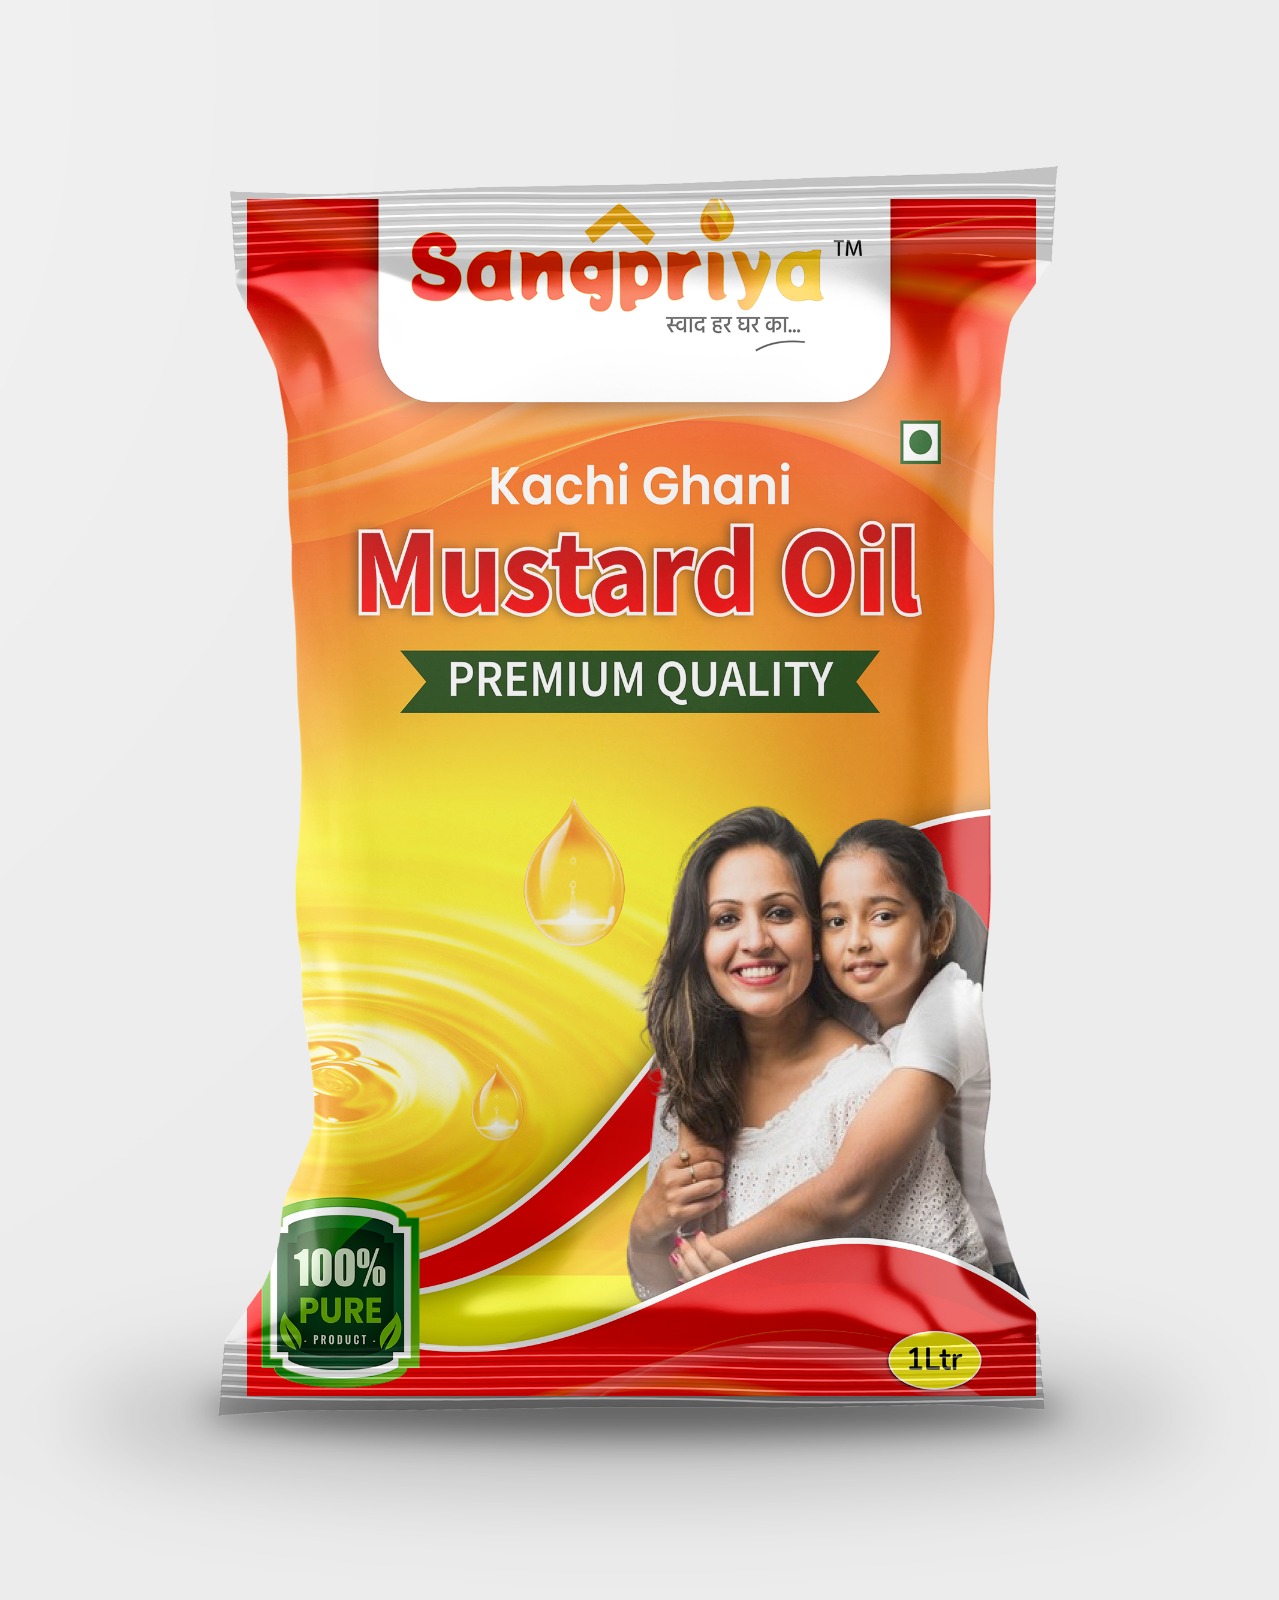 Sangpriya TM
स्वाद हर घर का...
Kachi Ghani
Mustard Oil
PREMIUM QUALITY
100%
PURE
- PRODUCT -
1Ltr